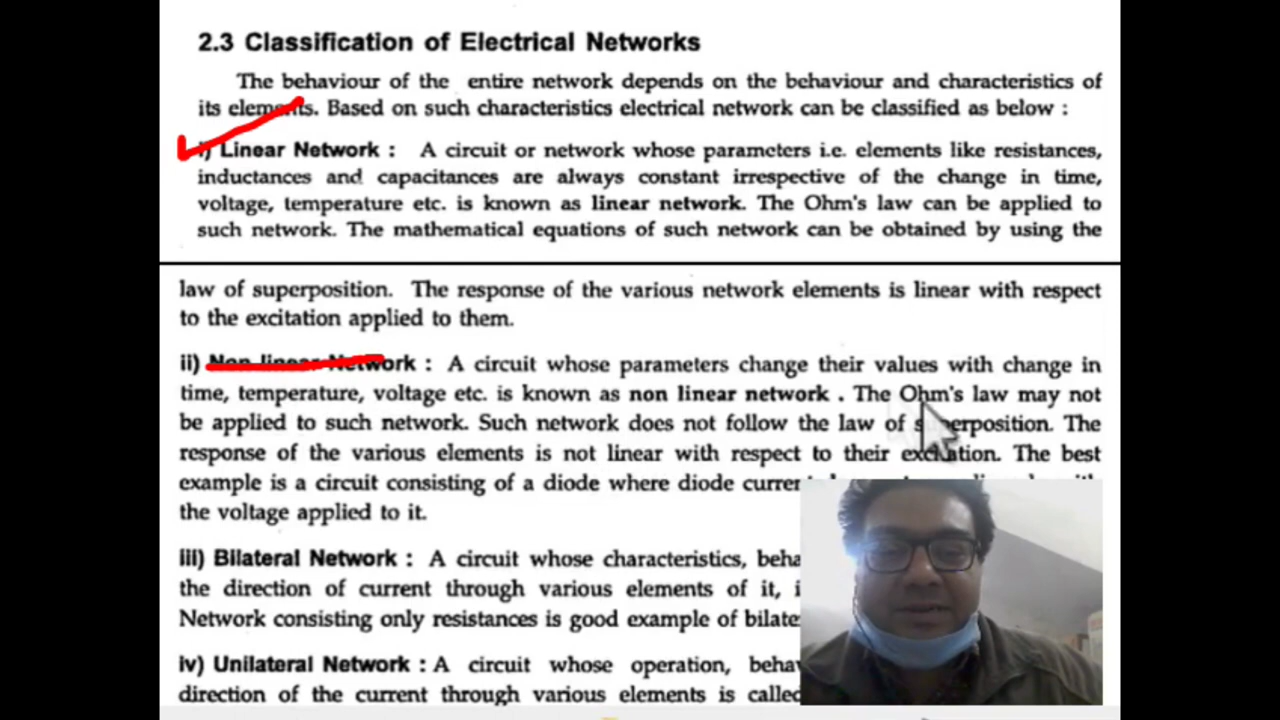 2.3 Classification of Electrical Networks
The behaviour of the entire network depends on the behaviour and characteristics of
its elements. Based on such characteristics electrical network can be classified as below :
i) Linear Network : A circuit or network whose parameters i.e. elements like resistances,
inductances and capacitances are always constant irrespective of the change in time,
voltage, temperature etc. is known as linear network. The Ohm's law can be applied to
such network. The mathematical equations of such network can be obtained by using the
law of superposition. The response of the various network elements is linear with respect
to the excitation applied to them.
ii) Non linear Network : A circuit whose parameters change their values with change in
time, temperature, voltage etc. is known as non linear network . The Ohm's law may not
be applied to such network. Such network does not follow the law of superposition. The
response of the various elements is not linear with respect to their excitation. The best
example is a circuit consisting of a diode where diode current
the voltage applied to it.
iii) Bilateral Network : A circuit whose characteristics,
the direction of current through various elements of it,
Network consisting only resistances is good example of
iv) Unilateral Network : A circuit whose operation,
direction of the current through various elements is called